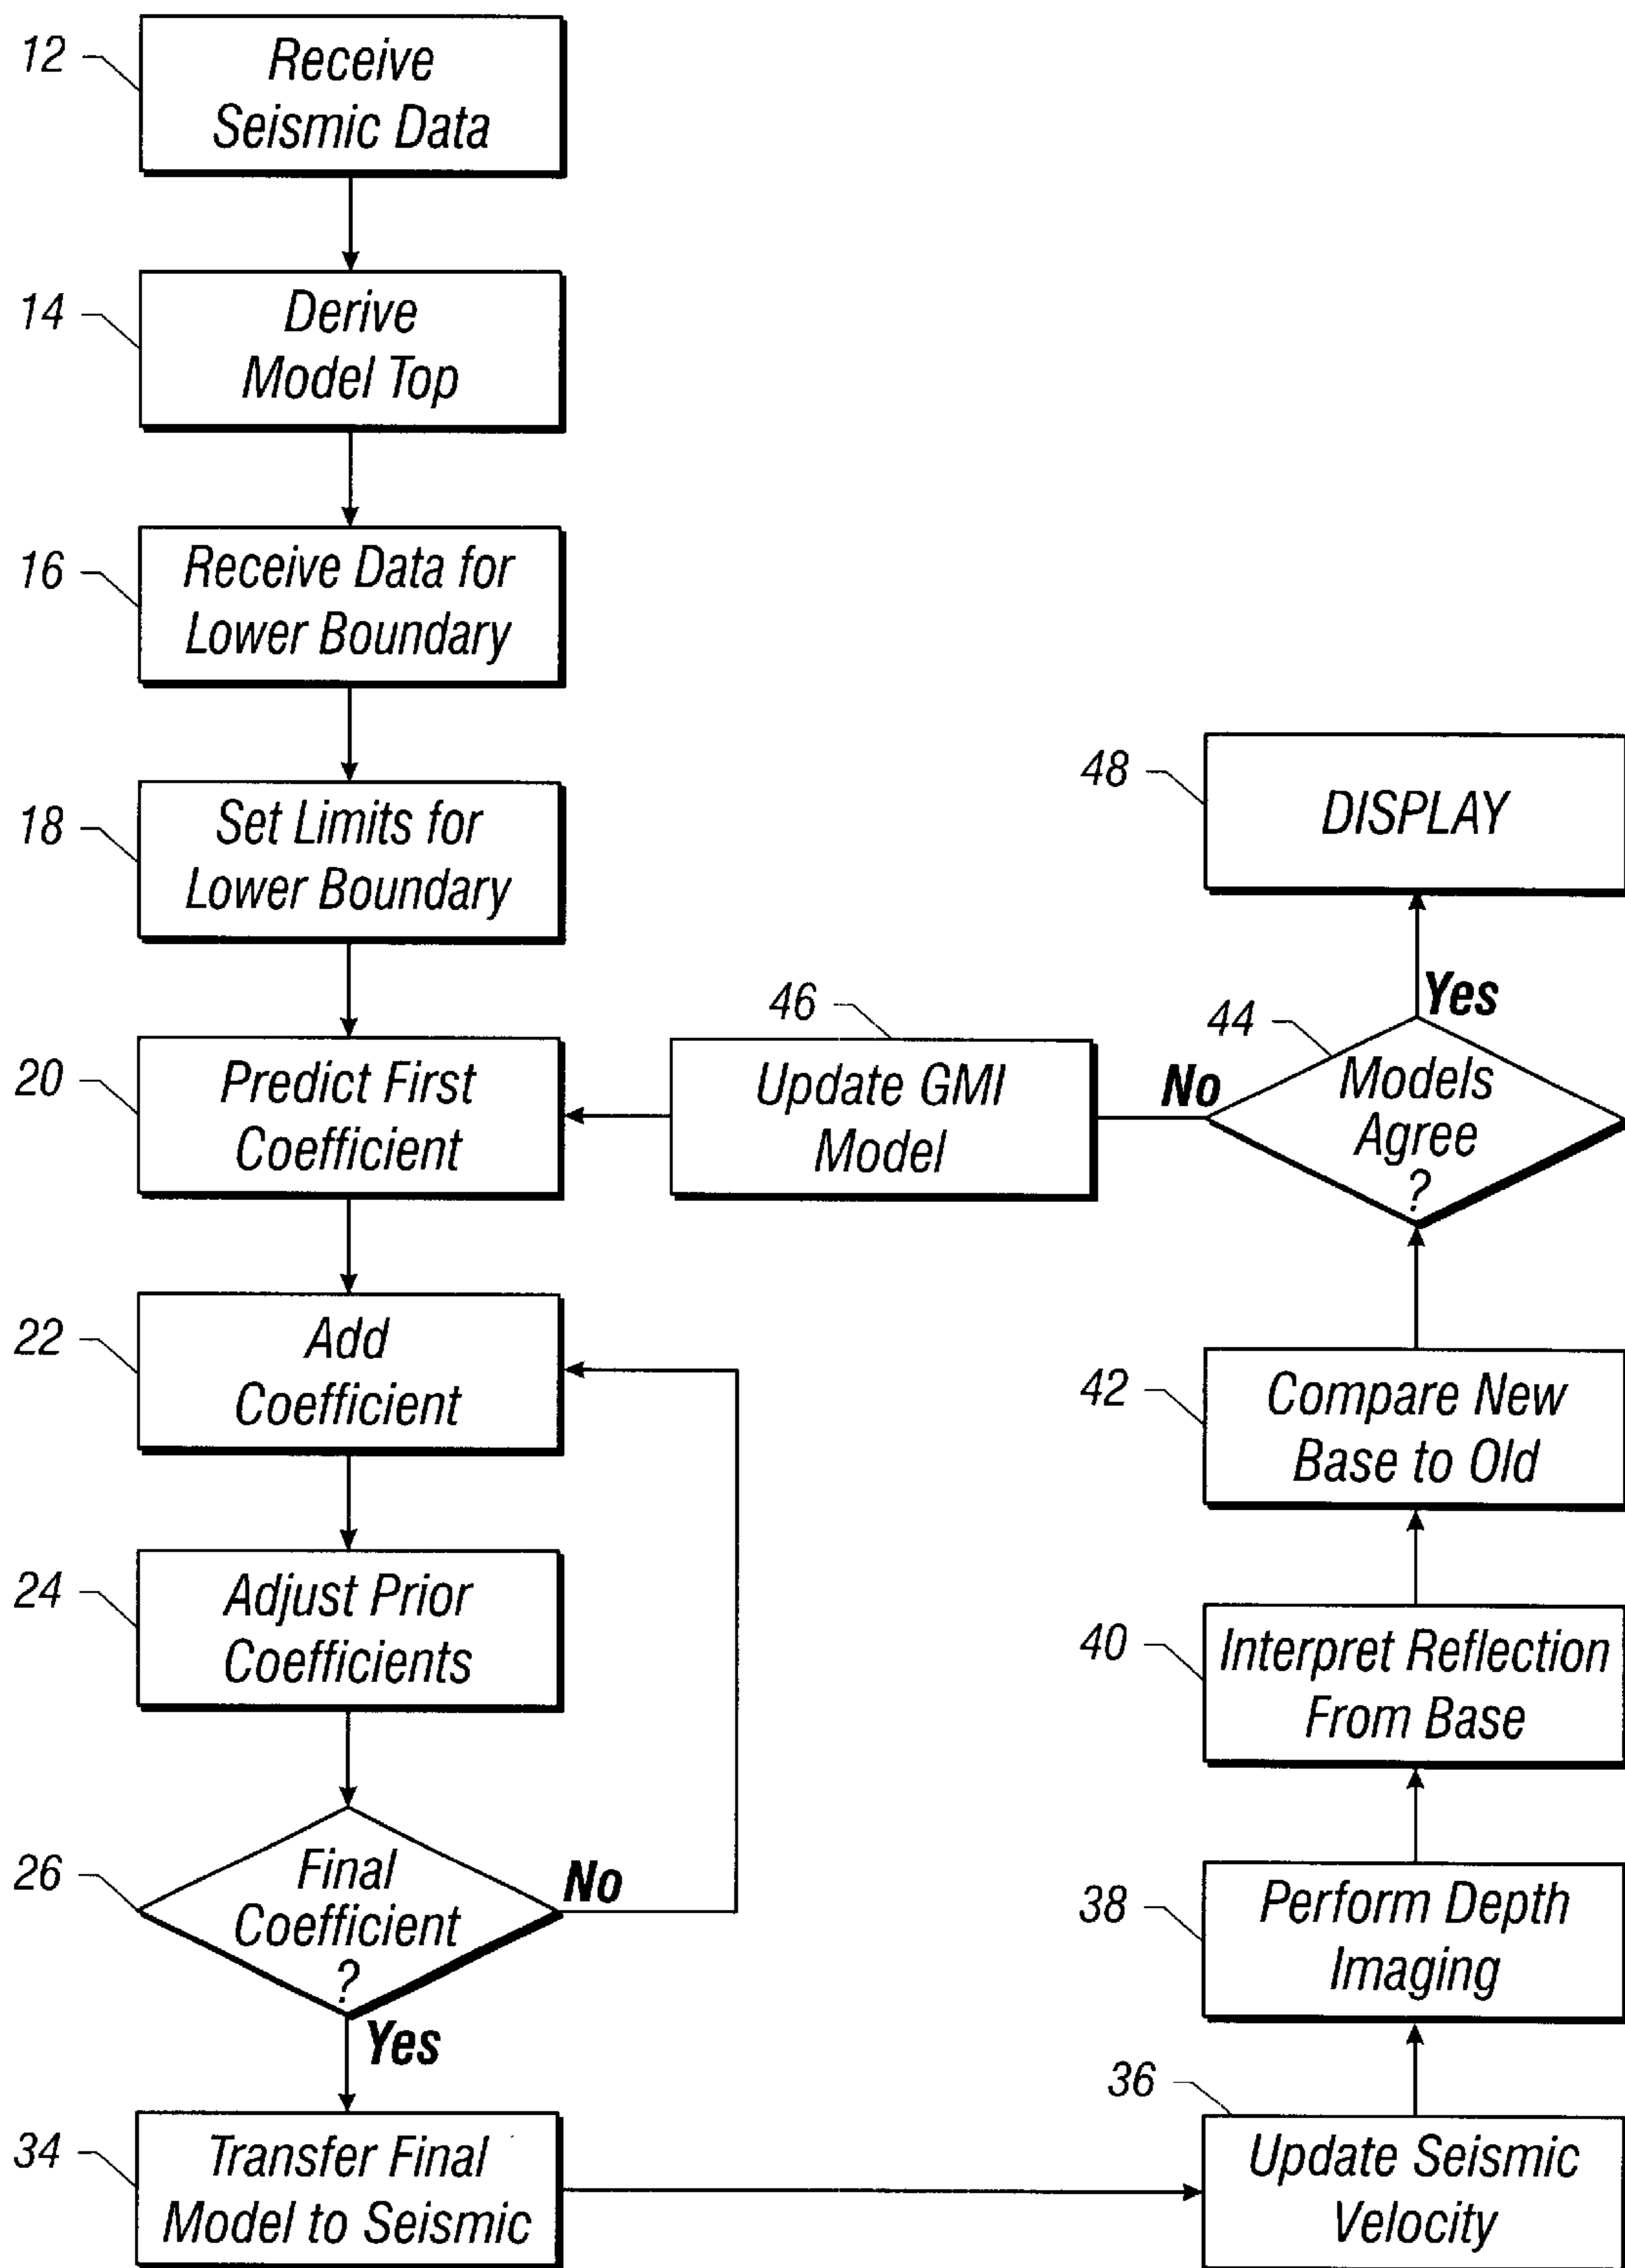 12
Receive
Seismic Data
14
Derive
Model Top
16
Receive Data for
Lower Boundary
18
Set Limits for
Lower Boundary
20
Predict First
Coefficient
22
Add
Coefficient
24
Adjust Prior
Coefficients
26
Final
Coefficient
?
No
Yes
34
Transfer Final
Model to Seismic
36
Update Seismic
Velocity
38
Perform Depth
Imaging
40
Interpret Reflection
From Base
42
Compare New
Base to Old
44
Models
Agree
?
No
Yes
46
Update GMI
Model
48
DISPLAY